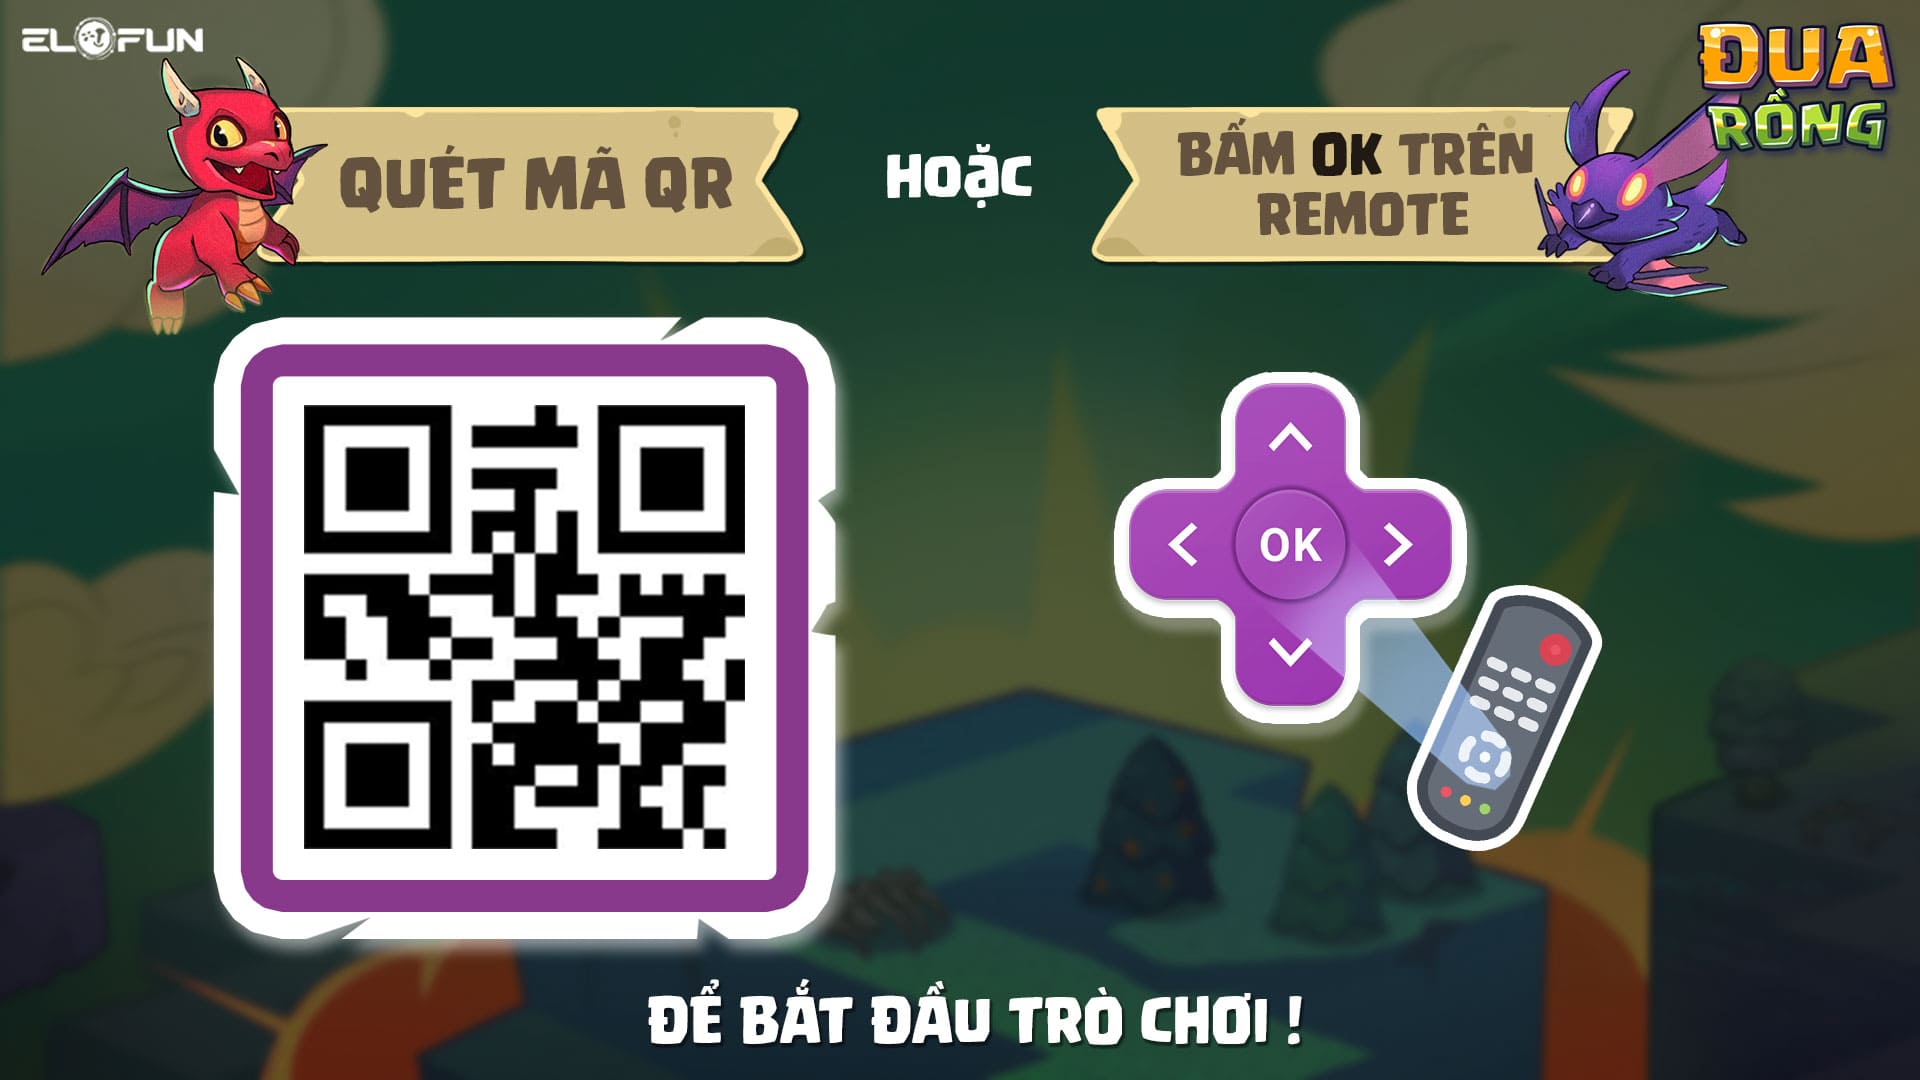 ELOFUN
ĐUA
RỒNG
QUÉT MÃ QR
HOẶC
BẤM OK TRÊN
REMOTE
OK
ĐỂ BẮT ĐẦU TRÒ CHƠI !